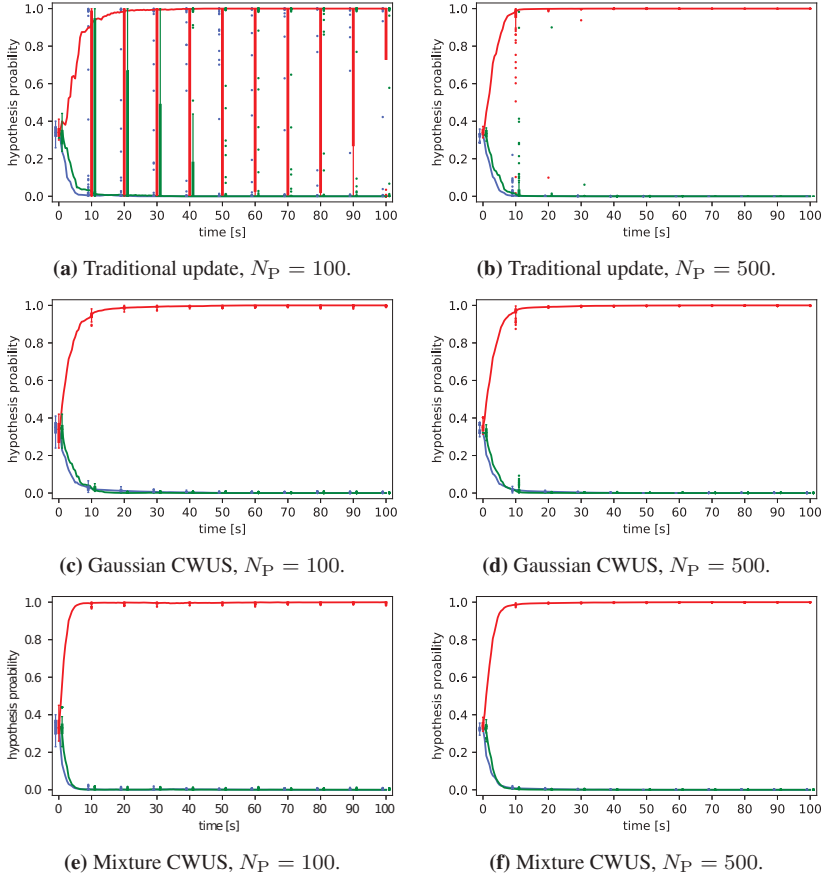 1.0
0.8
0.6
0.4
0.2
0.0
hypothesis proability
0 10 20 30 40 50 60 70 80 90 100
time [s]
(a) Traditional update, N_P = 100.
1.0
0.8
0.6
0.4
0.2
0.0
hypothesis proability
0 10 20 30 40 50 60 70 80 90 100
time [s]
(b) Traditional update, N_P = 500.
1.0
0.8
0.6
0.4
0.2
0.0
hypothesis proability
0 10 20 30 40 50 60 70 80 90 100
time [s]
(c) Gaussian CWUS, N_P = 100.
1.0
0.8
0.6
0.4
0.2
0.0
hypothesis proability
0 10 20 30 40 50 60 70 80 90 100
time [s]
(d) Gaussian CWUS, N_P = 500.
1.0
0.8
0.6
0.4
0.2
0.0
hypothesis proability
0 10 20 30 40 50 60 70 80 90 100
time [s]
(e) Mixture CWUS, N_P = 100.
1.0
0.8
0.6
0.4
0.2
0.0
hypothesis proability
0 10 20 30 40 50 60 70 80 90 100
time [s]
(f) Mixture CWUS, N_P = 500.